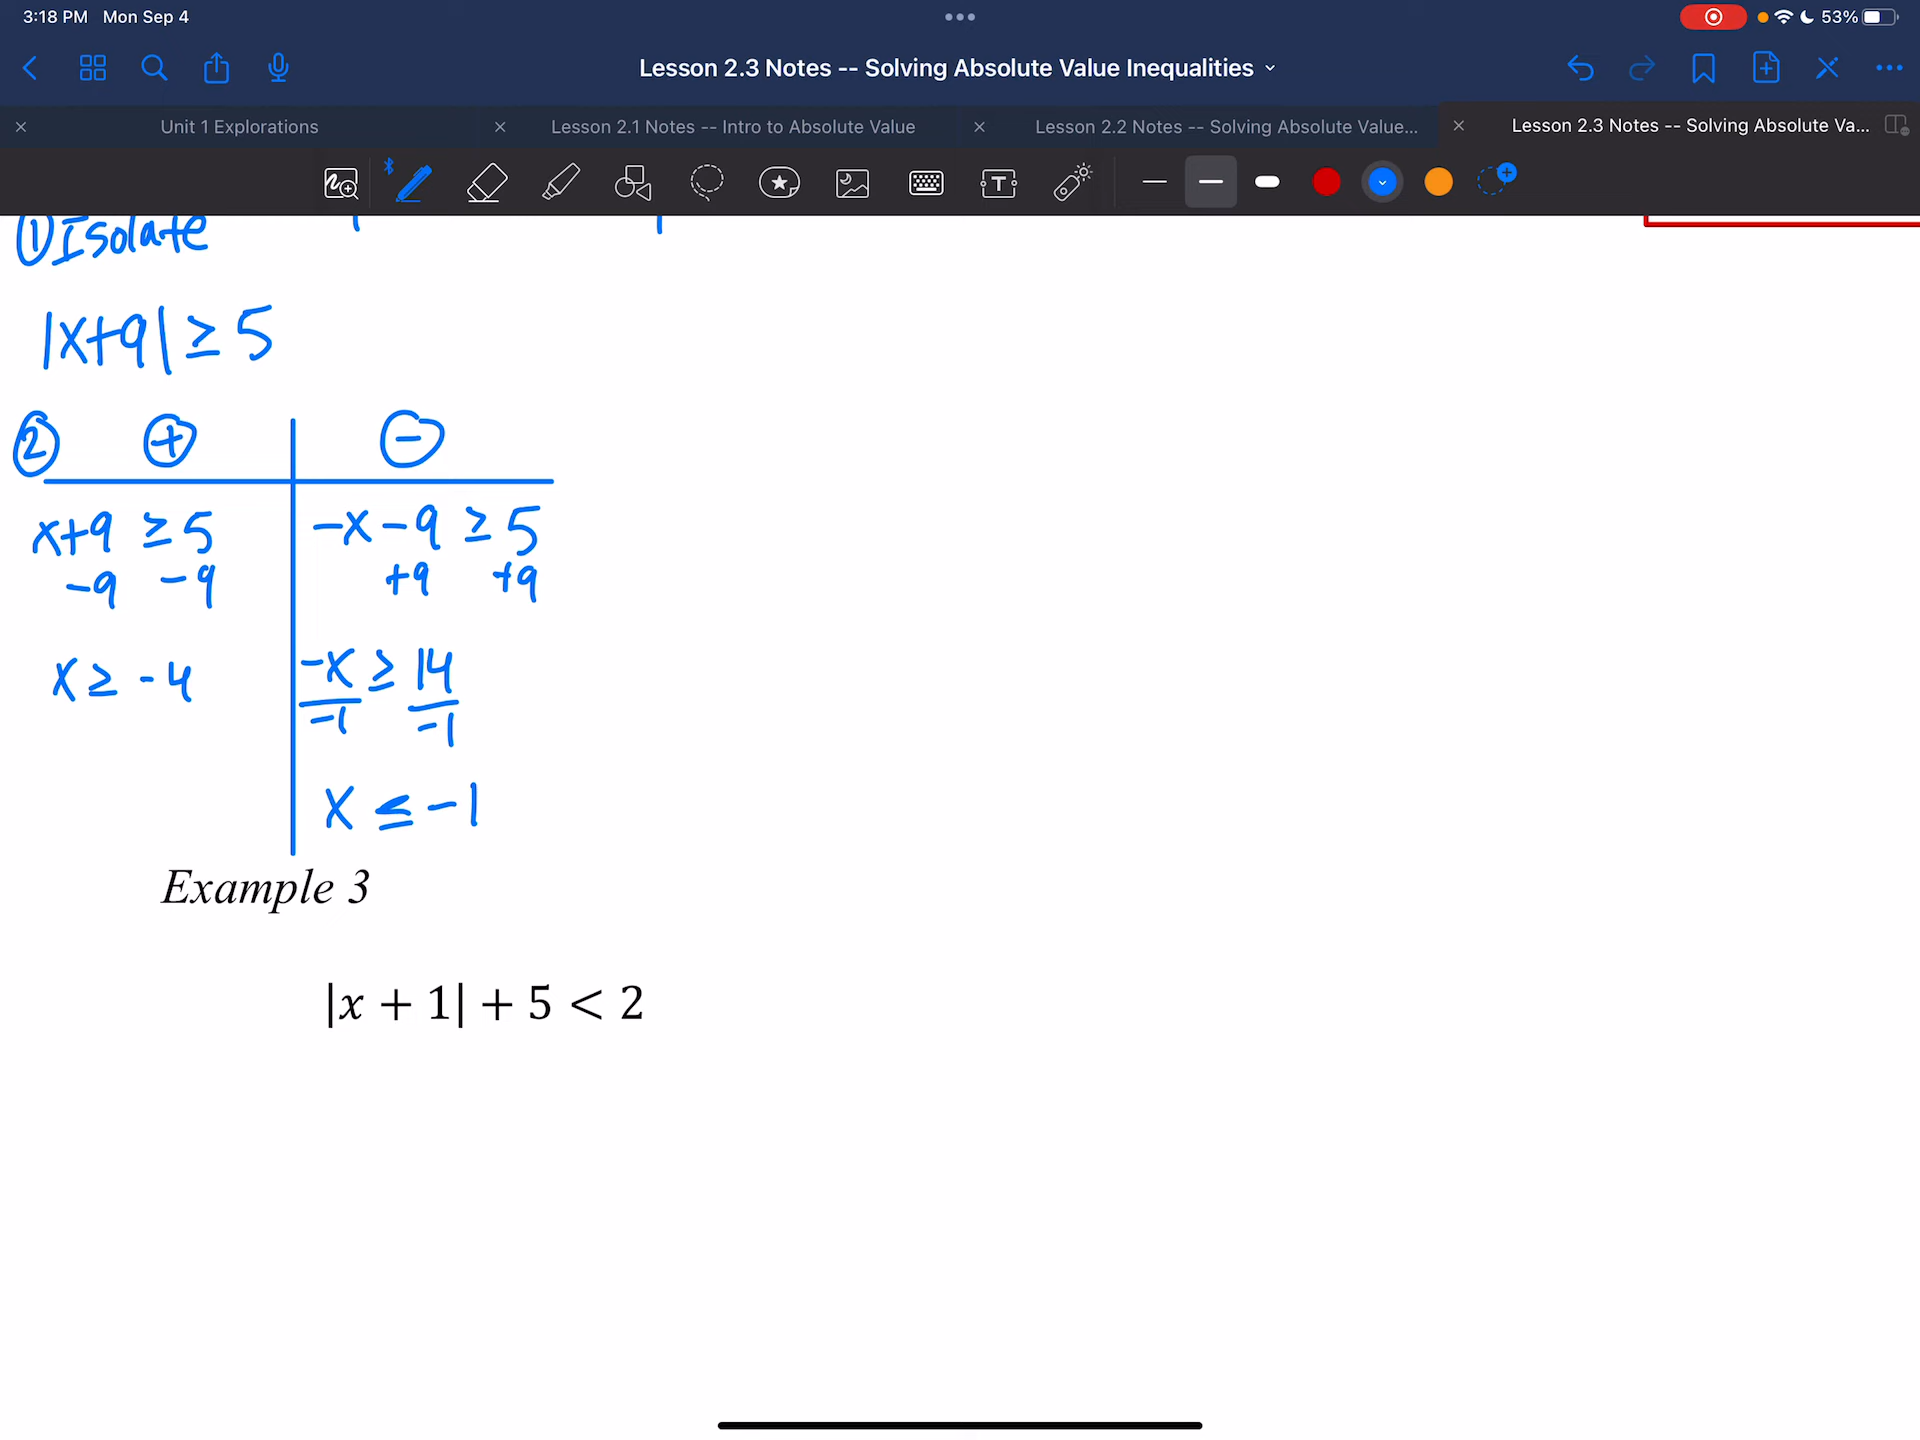 3:18 PM Mon Sep 4
53%
Lesson 2.3 Notes -- Solving Absolute Value Inequalities
Unit 1 Explorations
Lesson 2.1 Notes -- Intro to Absolute Value
Lesson 2.2 Notes -- Solving Absolute Value...
Lesson 2.3 Notes -- Solving Absolute Va...
T
① Isolate
|x+9| ≥ 5
② + −
x+9 ≥ 5 −x−9 ≥ 5
−9 −9 +9 +9
x ≥ −4 −x ≥ 14
−1 −1
x ≤ −1
Example 3
|x + 1| + 5 < 2